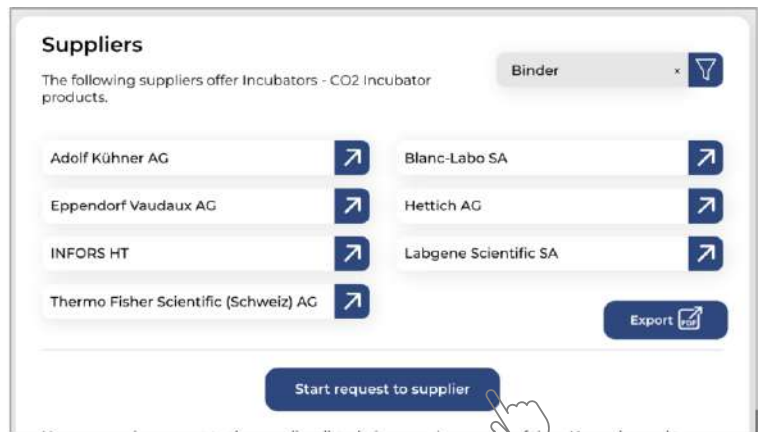 Suppliers
The following suppliers offer Incubators - CO2 Incubator
products.
Binder ×
Adolf Kühner AG
Blanc-Labo SA
Eppendorf Vaudaux AG
Hettich AG
INFORS HT
Labgene Scientific SA
Thermo Fisher Scientific (Schweiz) AG
Export PDF
Start request to supplier